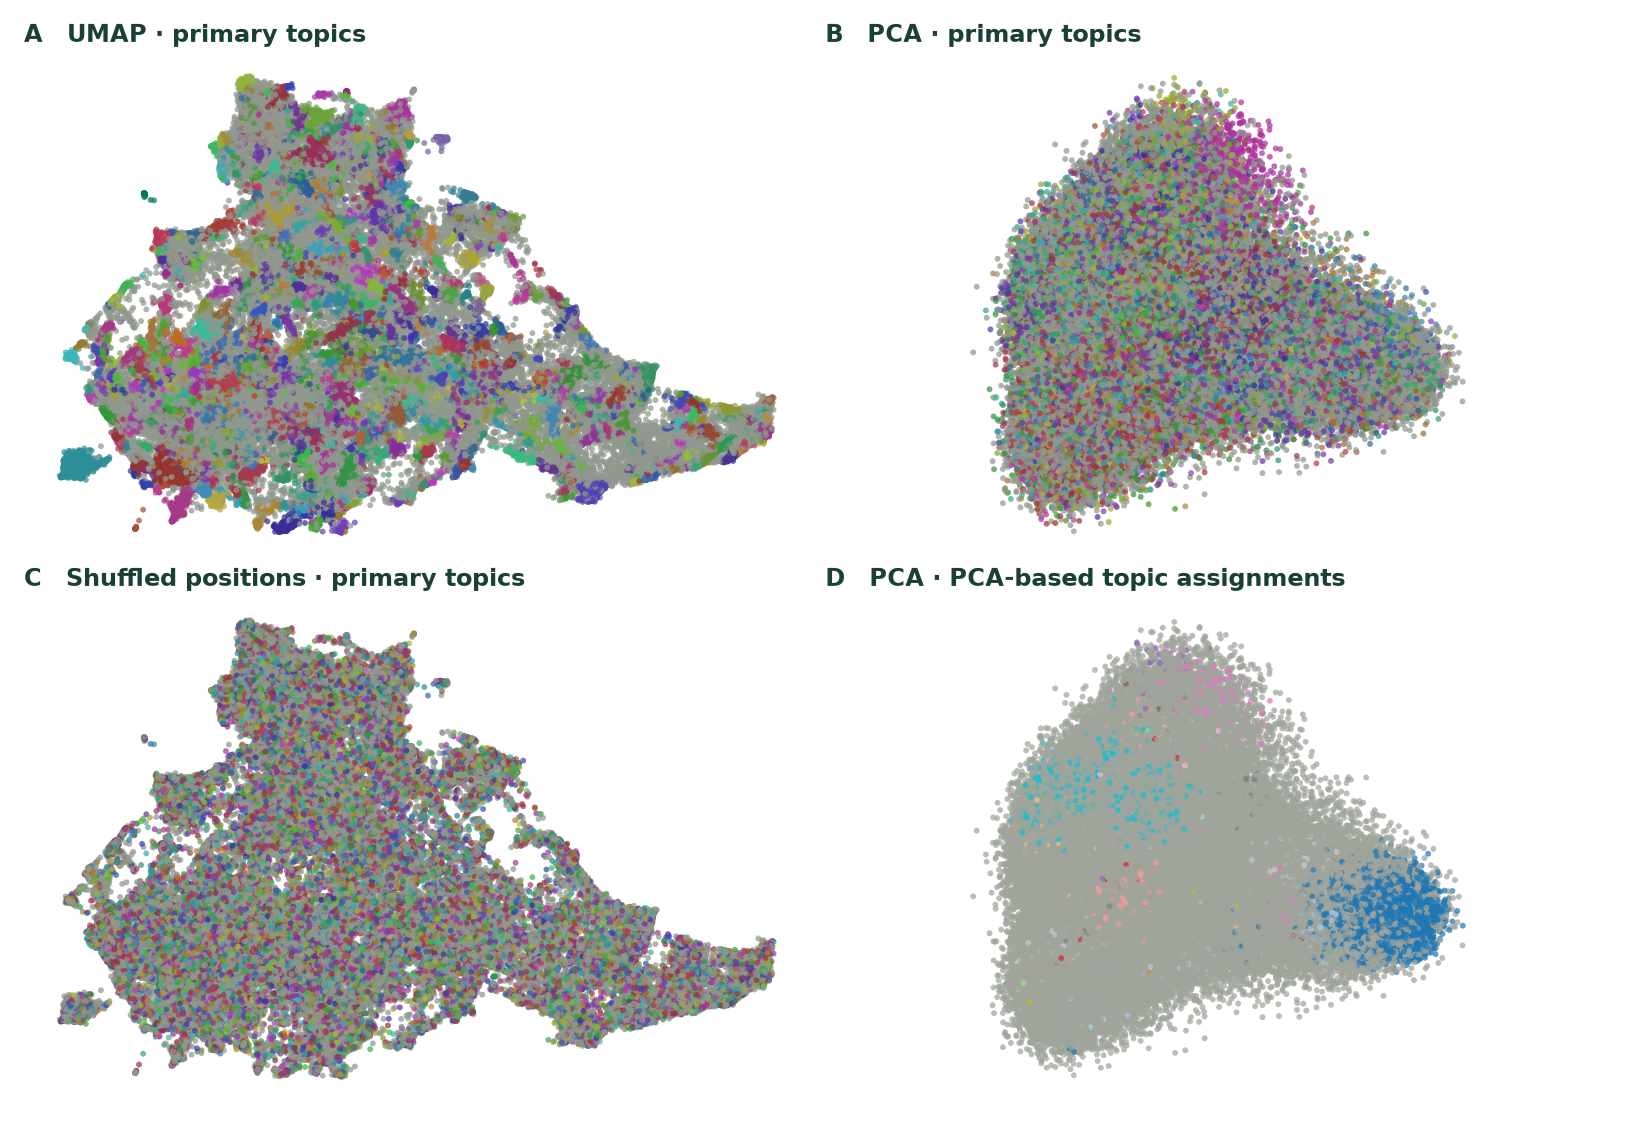 A UMAP · primary topics
B PCA · primary topics
C Shuffled positions · primary topics
D PCA · PCA-based topic assignments